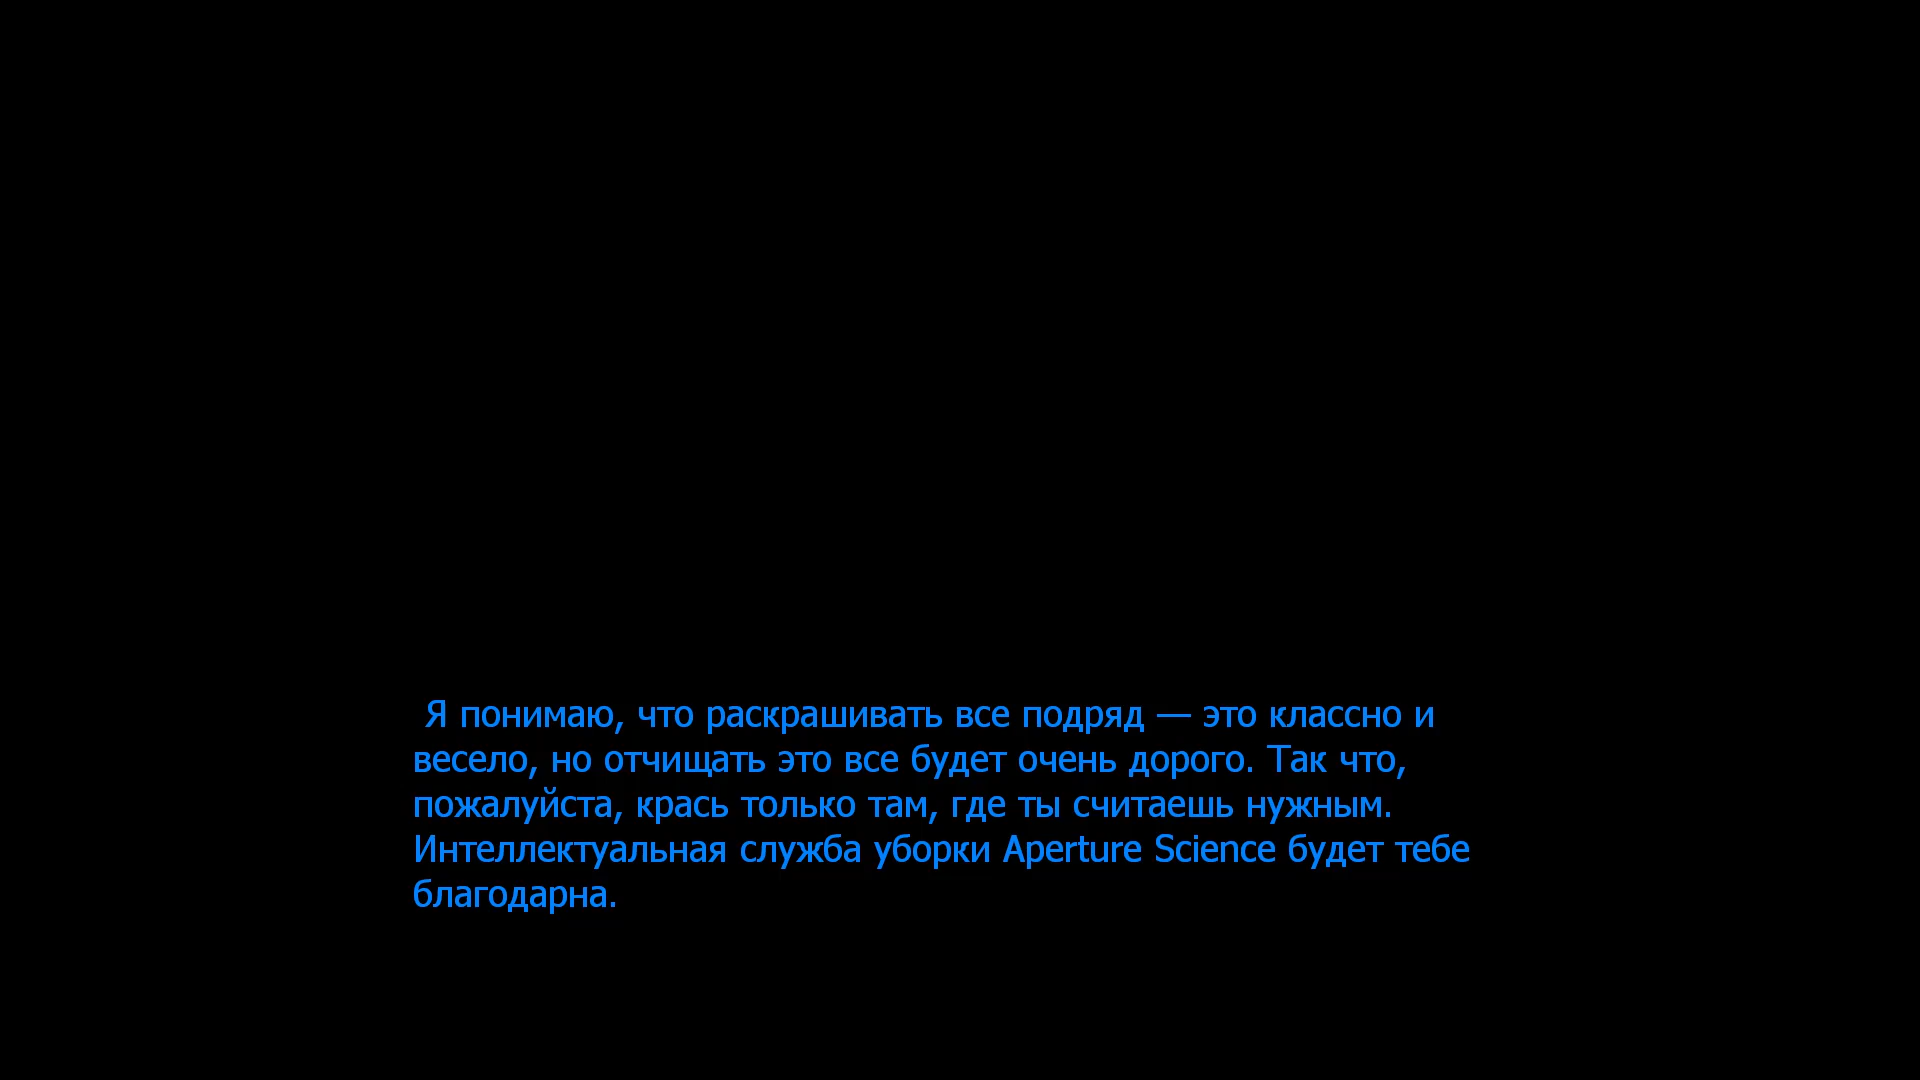 Я понимаю, что раскрашивать все подряд — это классно и
весело, но отчищать это все будет очень дорого. Так что,
пожалуйста, крась только там, где ты считаешь нужным.
Интеллектуальная служба уборки Aperture Science будет тебе
благодарна.